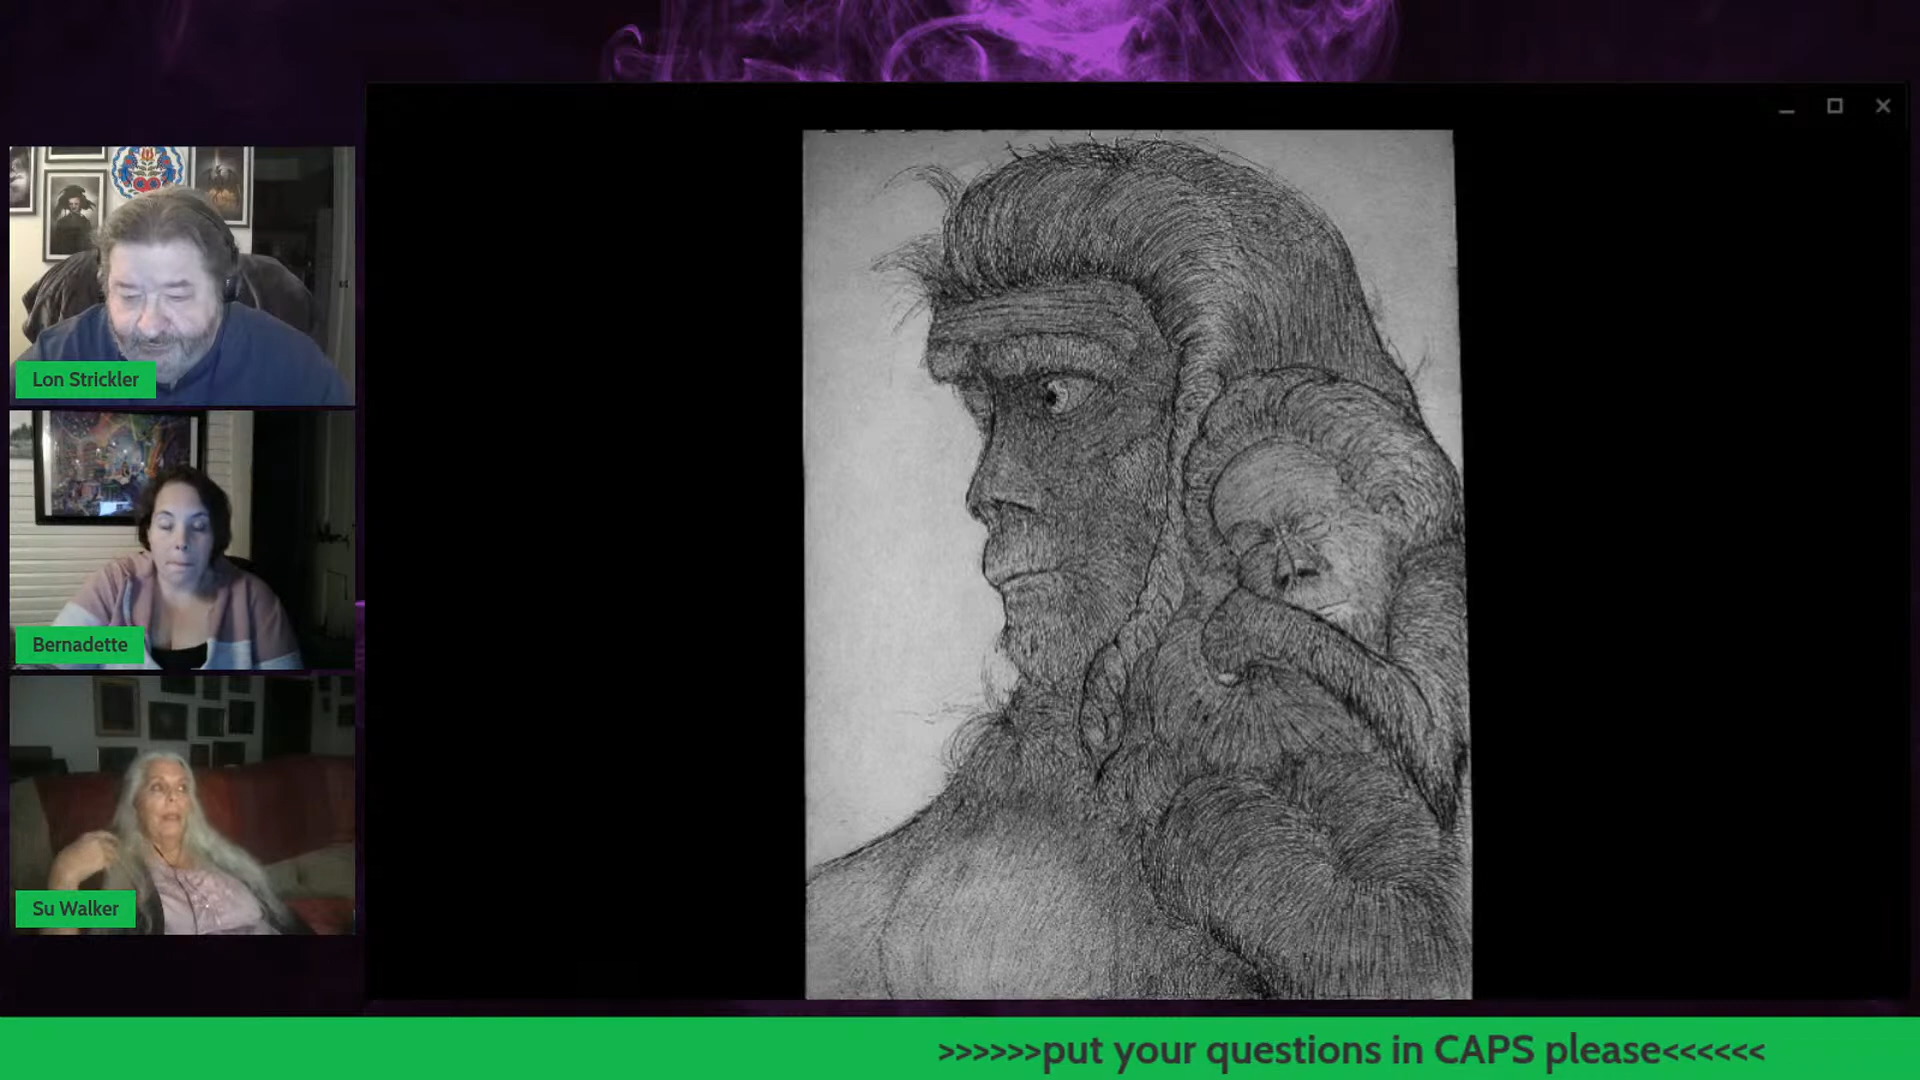 Lon Strickler
Bernadette
Su Walker
>>>>>>put your questions in CAPS please<<<<<<